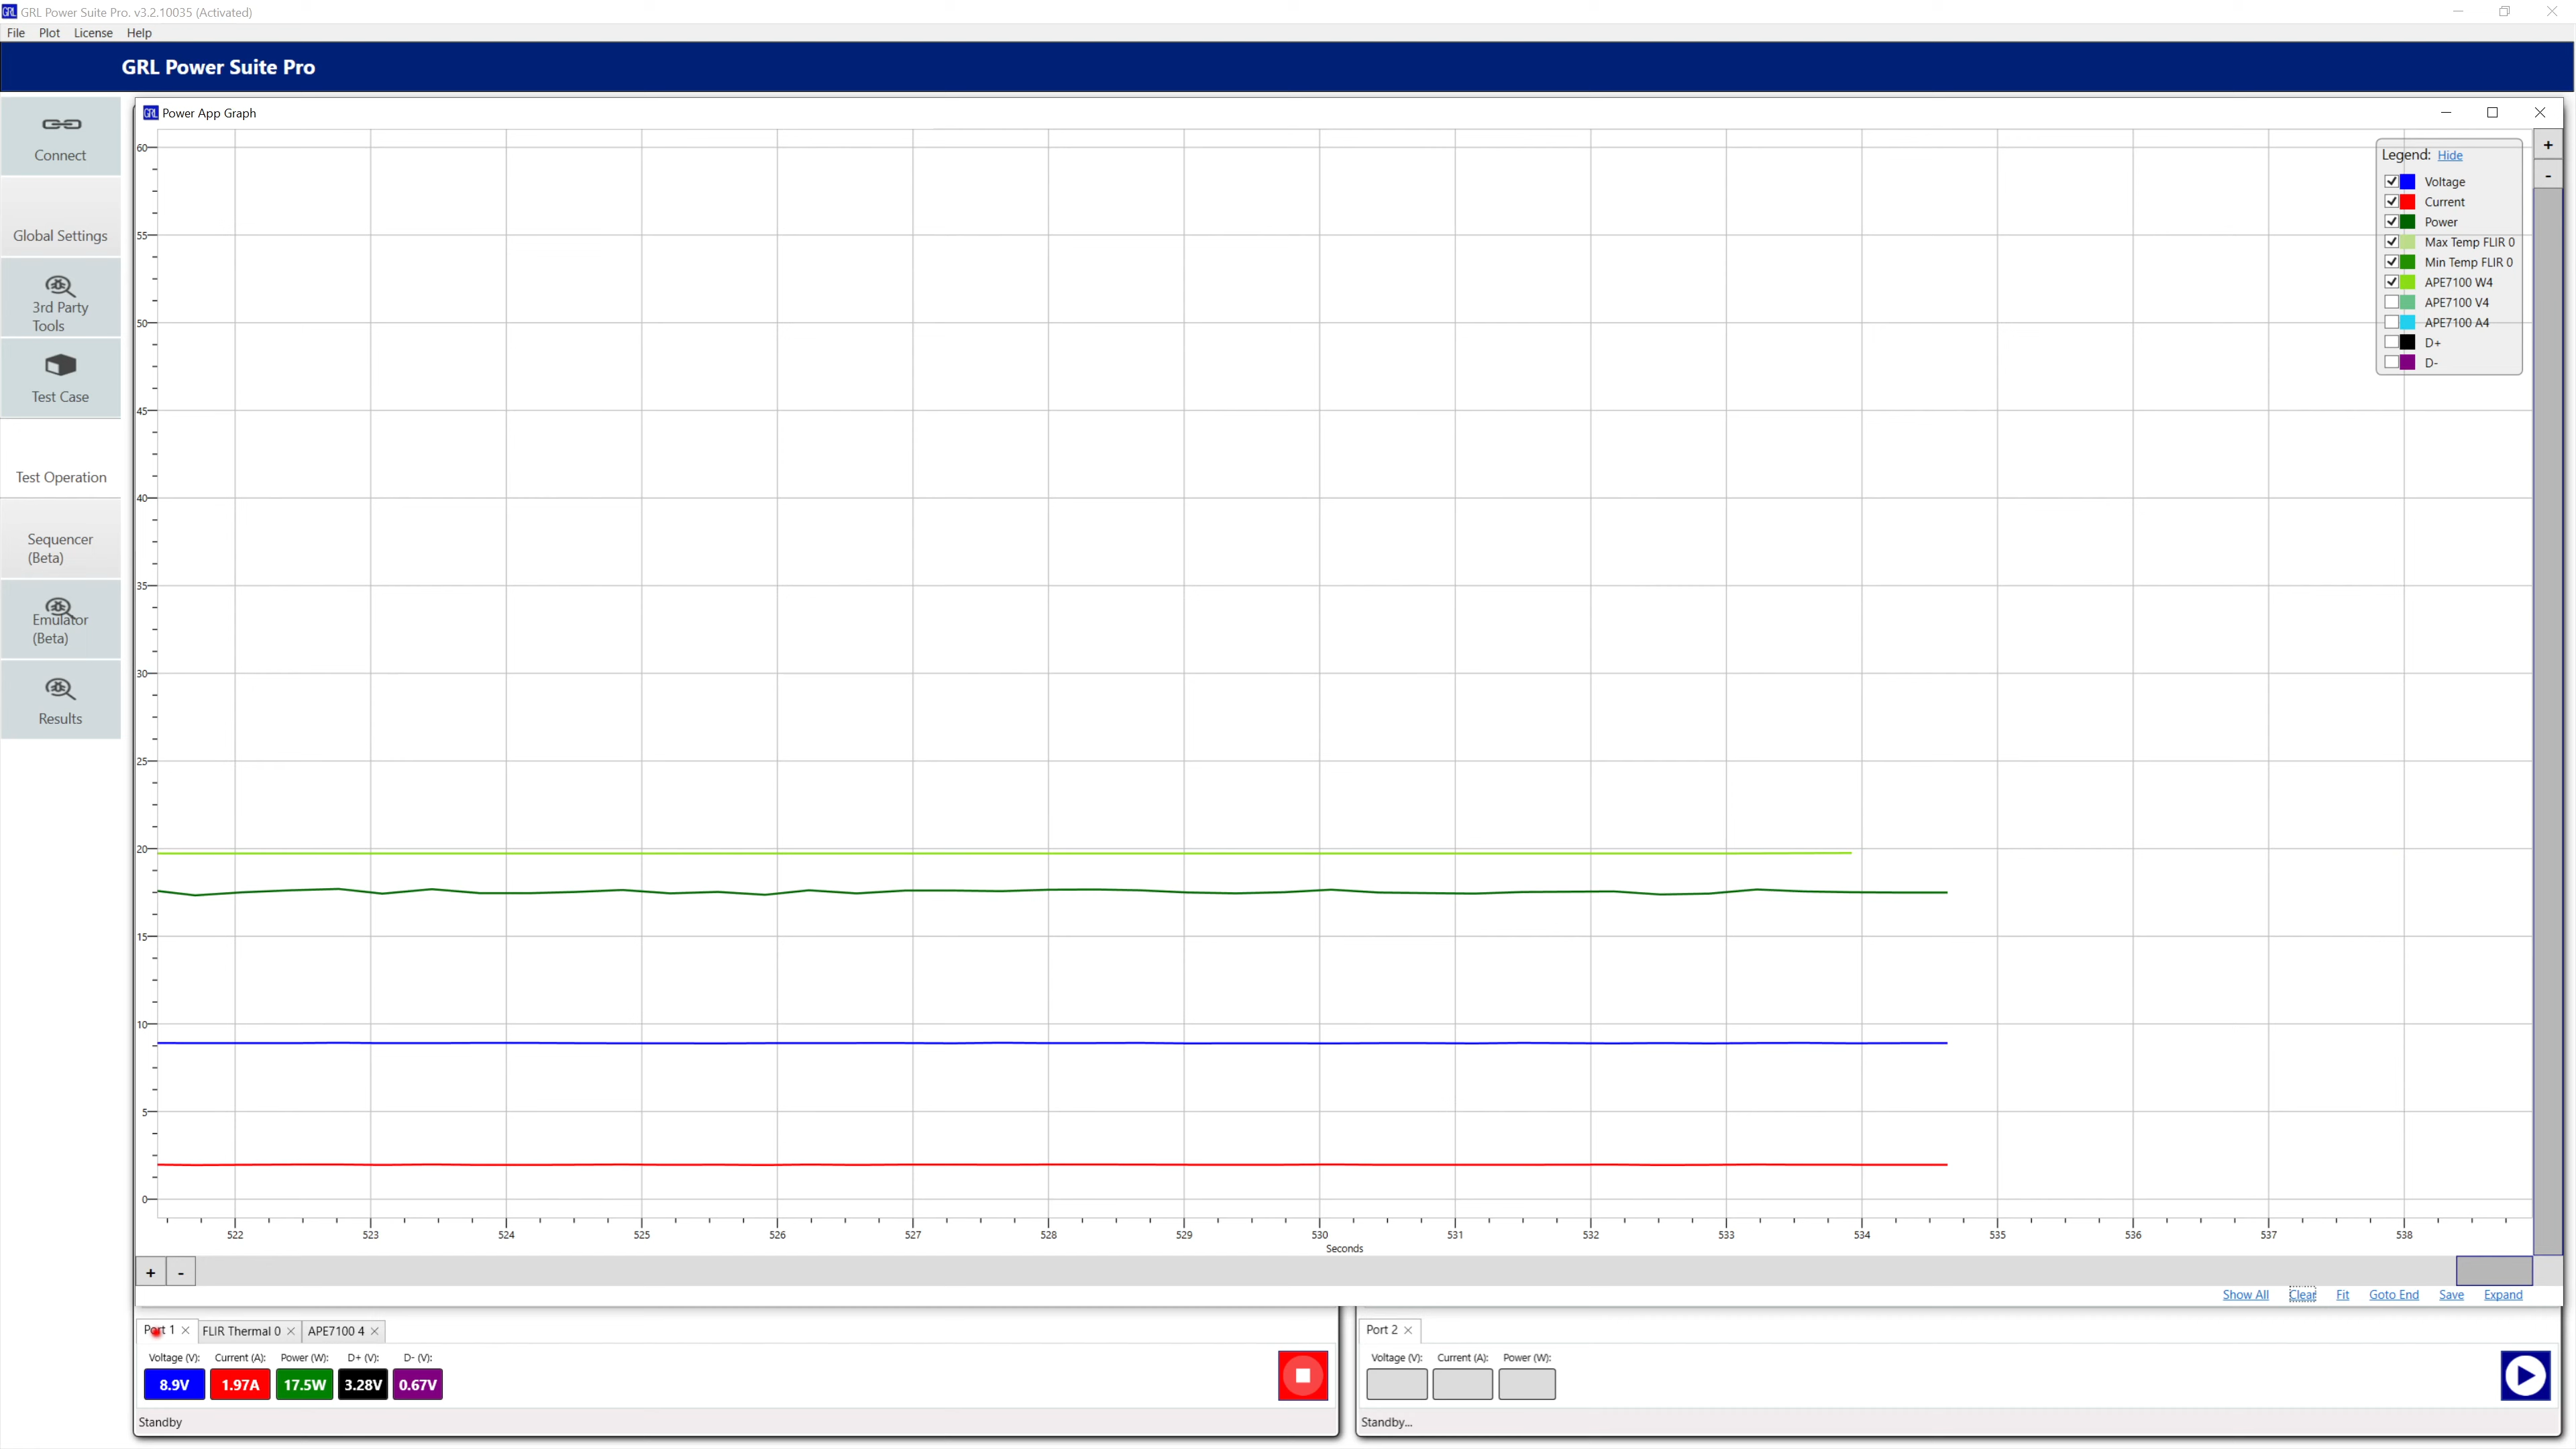 GRL GRL Power Suite Pro. v3.2.10035 (Activated)
File Plot License Help
GRL Power Suite Pro
Connect
Global Settings
3rd Party
Tools
Test Case
Test Operation
Sequencer
(Beta)
Emulator
(Beta)
Results
GRL Power App Graph
Legend: Hide
Voltage
Current
Power
Max Temp FLIR 0
Min Temp FLIR 0
APE7100 W4
APE7100 V4
APE7100 A4
D+
D-
+
-
60
55
50
45
40
35
30
25
20
15
10
5
0
522 523 524 525 526 527 528 529 530 531 532 533 534 535 536 537 538
Seconds
+ -
Show All Clear Fit Goto End Save Expand
Port 1 FLIR Thermal 0 APE7100 4
Voltage (V): Current (A): Power (W): D+ (V): D- (V):
8.9V 1.97A 17.5W 3.28V 0.67V
Standby
Port 2
Voltage (V): Current (A): Power (W):
Standby...